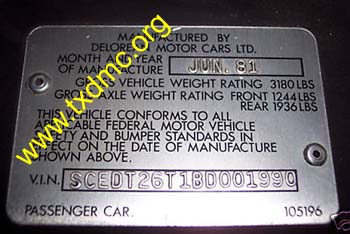 MANUFACTURED BY
DELOREAN MOTOR CARS LTD.
MONTH AND YEAR
OF MANUFACTURE JUN. 81
GROSS VEHICLE WEIGHT RATING 3180 LBS
GROSS AXLE WEIGHT RATING FRONT 1244 LBS
REAR 1936 LBS
THIS VEHICLE CONFORMS TO ALL
APPLICABLE FEDERAL MOTOR VEHICLE
SAFETY AND BUMPER STANDARDS IN
EFFECT ON THE DATE OF MANUFACTURE
SHOWN ABOVE.
V.I.N. SCEDT26T1BD001990
PASSENGER CAR. 105196
www.txdmc.org